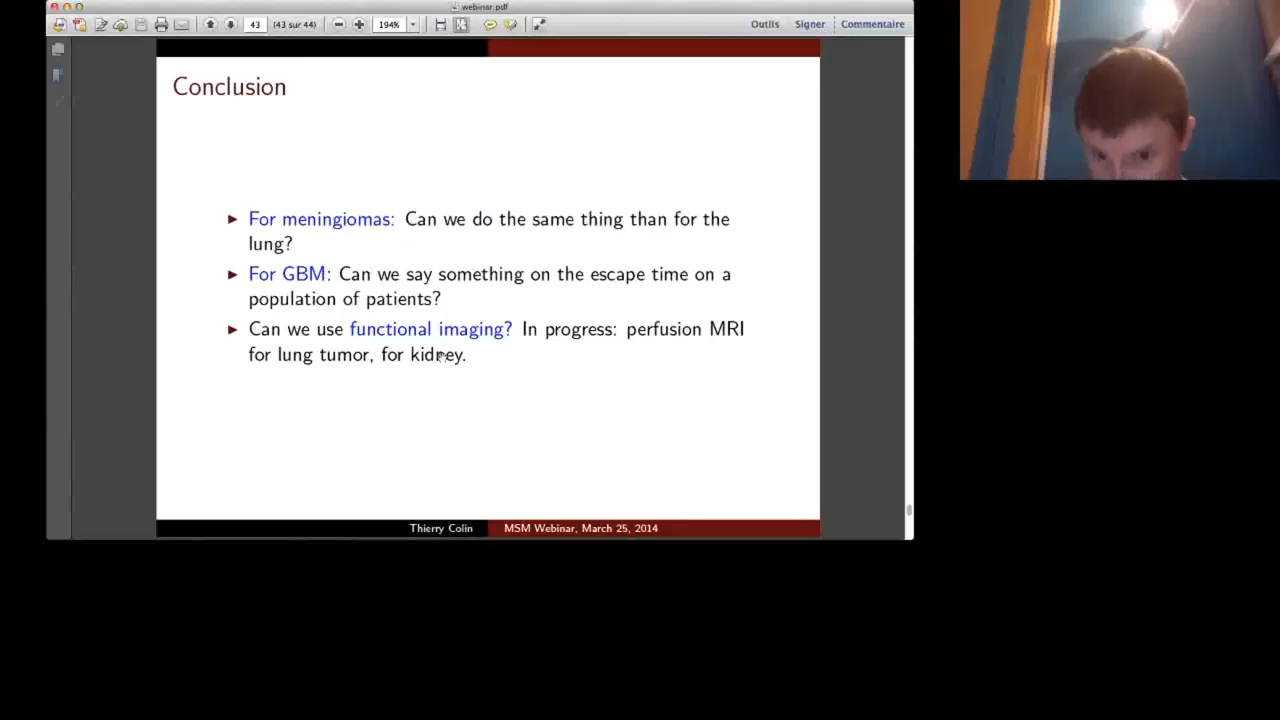 webinar.pdf
43 (43 sur 44) 194% Outils Signer Commentaire
Conclusion
► For meningiomas: Can we do the same thing than for the
lung?
► For GBM: Can we say something on the escape time on a
population of patients?
► Can we use functional imaging? In progress: perfusion MRI
for lung tumor, for kidney.
Thierry Colin MSM Webinar, March 25, 2014